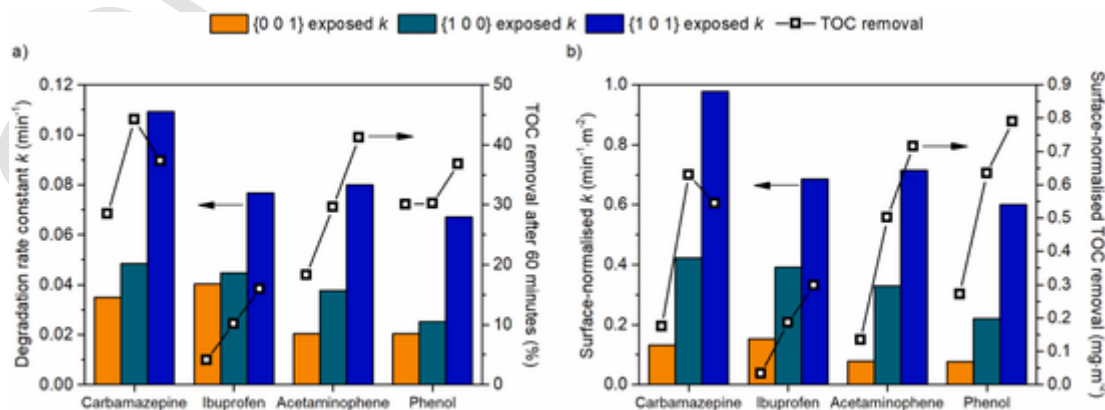 {0 0 1} exposed k {1 0 0} exposed k {1 0 1} exposed k TOC removal
a)
b)
Degradation rate constant k (min⁻¹)
0.12
0.10
0.08
0.06
0.04
0.02
0.00
Carbamazepine Ibuprofen Acetaminophene Phenol
50
40
30
20
10
0
TOC removal after 60 minutes (%)
Surface-normalised k (min⁻¹·m⁻²)
1.0
0.8
0.6
0.4
0.2
0.0
Carbamazepine Ibuprofen Acetaminophene Phenol
0.9
0.8
0.7
0.6
0.5
0.4
0.3
0.2
0.1
0.0
Surface-normalised TOC
removal (mg·m⁻²)